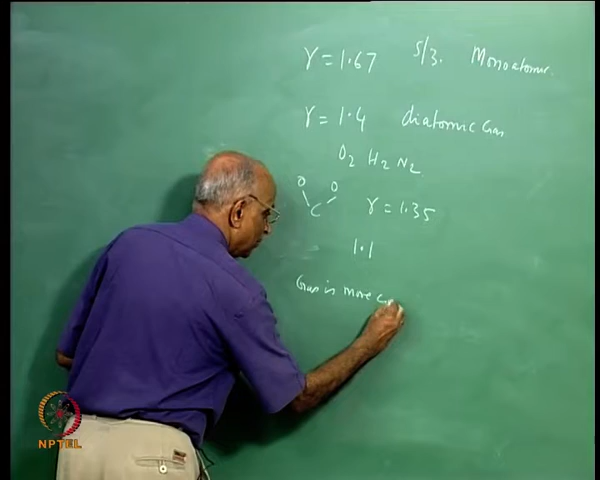 γ = 1.67 5/3. Monoatomic.
γ = 1.4 diatomic Gas
O2 H2 N2
O O
C γ = 1.35
1.1
Gas is more
NPTEL